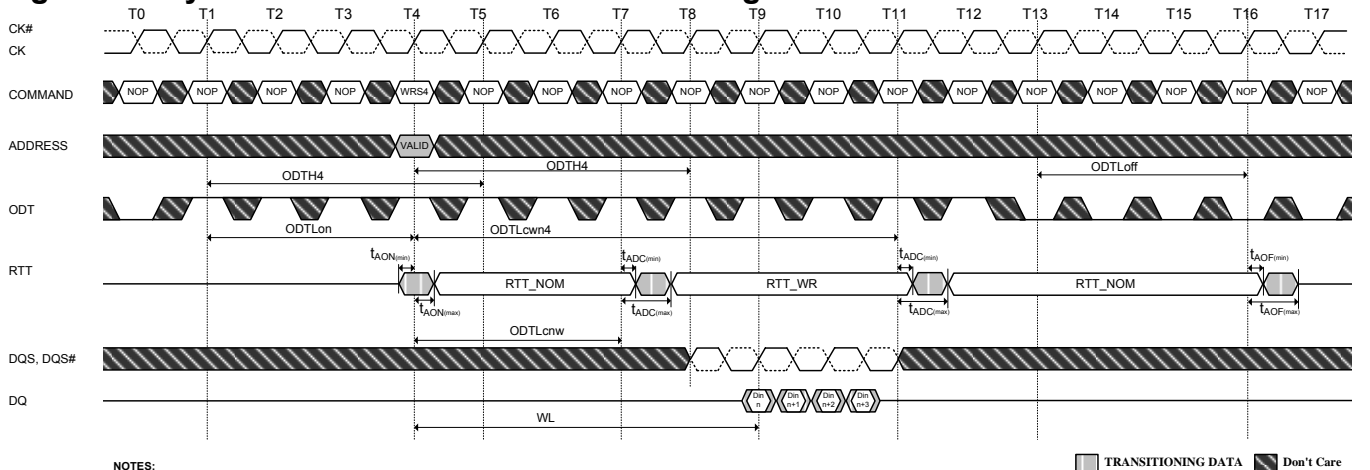 T0 T1 T2 T3 T4 T5 T6 T7 T8 T9 T10 T11 T12 T13 T14 T15 T16 T17
CK#
CK
COMMAND
NOP NOP NOP NOP WRS4 NOP NOP NOP NOP NOP NOP NOP NOP NOP NOP NOP NOP NOP
ADDRESS
VALID
ODTH4 ODTH4 ODTLoff
ODT
ODTLon ODTLcwn4
tAON(min) tADC(min) tADC(min) tAOF(min)
RTT
RTT_NOM RTT_WR RTT_NOM
tAON(max) tADC(max) tADC(max) tAOF(max)
ODTLcnw
DQS, DQS#
DQ
Din n Din n+1 Din n+2 Din n+3
WL
NOTES:
TRANSITIONING DATA Don't Care